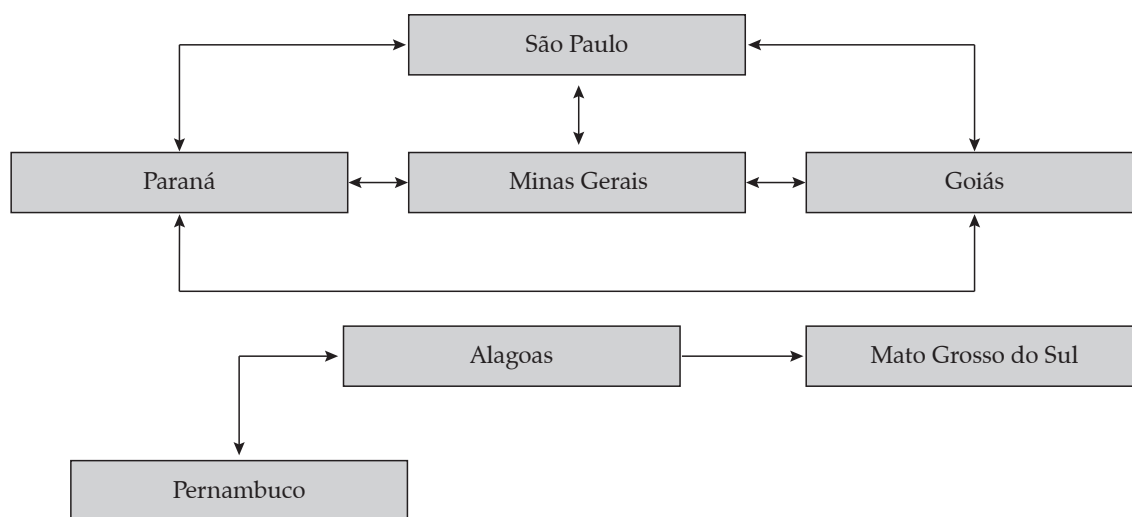 São Paulo
Paraná
Minas Gerais
Goiás
Alagoas
Mato Grosso do Sul
Pernambuco